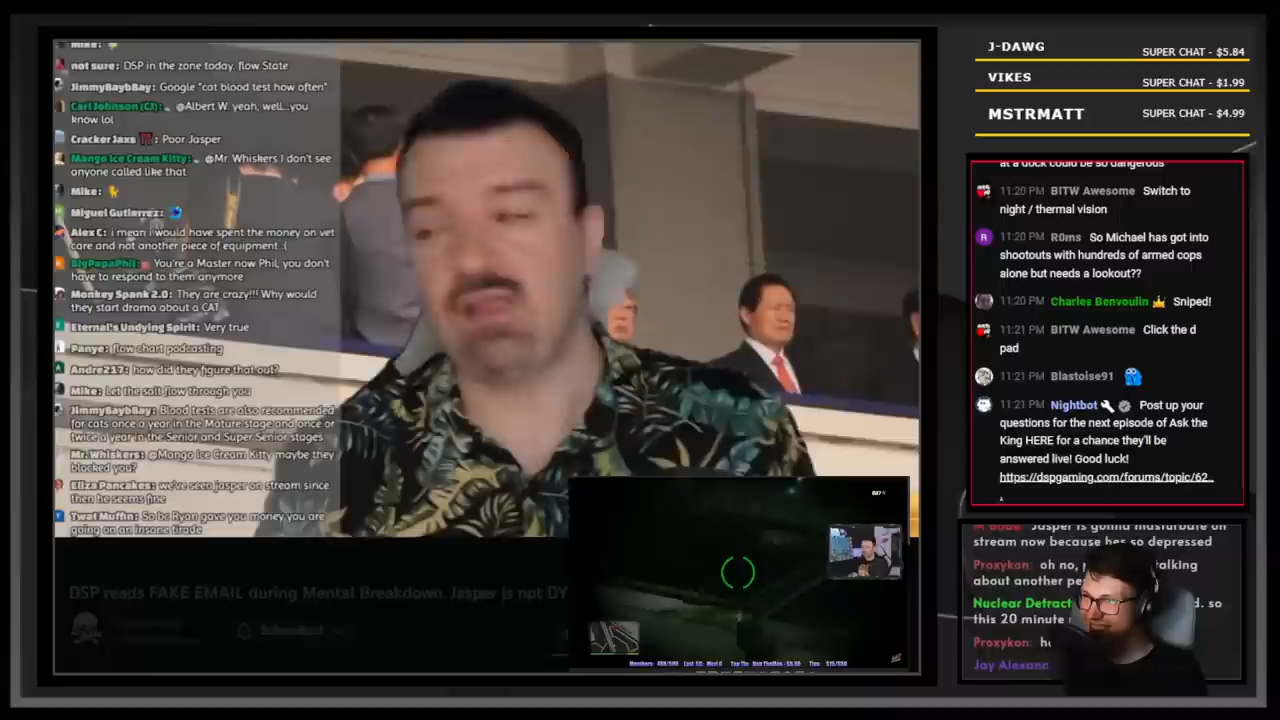 Mike:
not sure: DSP in the zone today. flow State
JimmyBaybBay: Google "cat blood test how often"
Carl Johnson (CJ): @Albert W. yeah, well...you
know lol
CrackerJaxs: Poor Jasper
Mango Ice Cream Kitty: @Mr Whiskers I don't see
anyone called like that
Mike:
Miguel Gutierrez:
Alex C: i mean i would have spent the money on vet
care and not another piece of equipment :(
BigPapaPhil: You're a Master now Phil, you don't
have to respond to them anymore
Monkey Spank 2.0: They are crazy!!! Why would
they start drama about a CAT
Eternal's Undying Spirit: Very true
Panye: flow chart podcasting
Andre217: how did they figure that out?
Mike: Let the salt flow through you
JimmyBaybBay: Blood tests are also recommended
for cats once a year in the Mature stage and once or
twice a year in the Senior and Super Senior stages
Mr. Whiskers: @Mango Ice Cream Kitty maybe they
blocked you?
Eliza Pancakes: we've seen jasper on stream since
then he seems fine
Twat Muffin: So bc Ryan gave you money you are
going on an insane tirade
DSP reads FAKE EMAIL during Mental Breakdown. Jasper is not DY
Subscribed
J-DAWG
SUPER CHAT - $5.84
VIKES
SUPER CHAT - $1.99
MSTRMATT
SUPER CHAT - $4.99
at a dock could be so dangerous
11:20 PM BITW Awesome Switch to
night / thermal vision
11:20 PM R0ms So Michael has got into
shootouts with hundreds of armed cops
alone but needs a lookout??
11:20 PM Charles Benvoulin Sniped!
11:21 PM BITW Awesome Click the d
pad
11:21 PM Blastoise91
11:21 PM Nightbot Post up your
questions for the next episode of Ask the
King HERE for a chance they'll be
answered live! Good luck!
https://dspgaming.com/forums/topic/62..
Jasper is gonna masturbate on
stream now because hes so depressed
Proxykon: oh no, talking
about another
Nuclear Detract d. so
this 20 minute
Proxykon:
Jay Alexanc